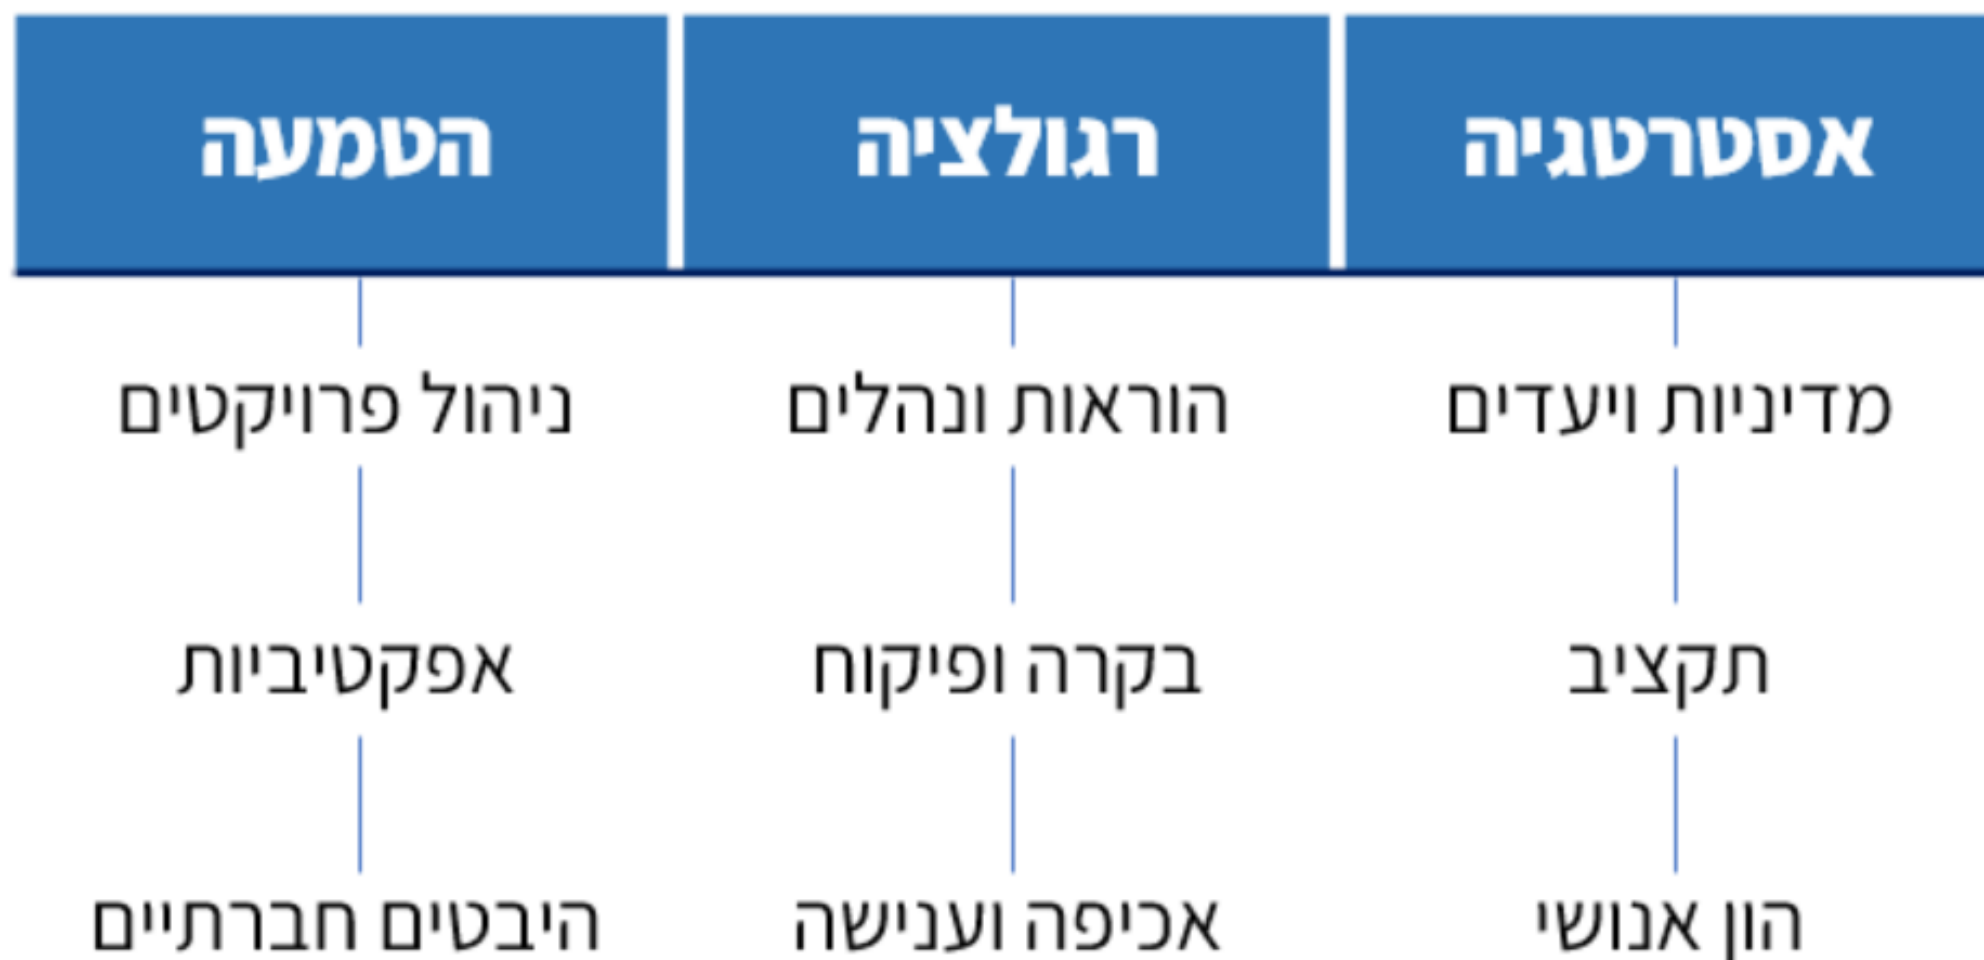 אסטרטגיה
רגולציה
הטמעה
מדיניות ויעדים
הוראות ונהלים
ניהול פרויקטים
תקציב
בקרה ופיקוח
אפקטיביות
הון אנושי
אכיפה וענישה
היבטים חברתיים